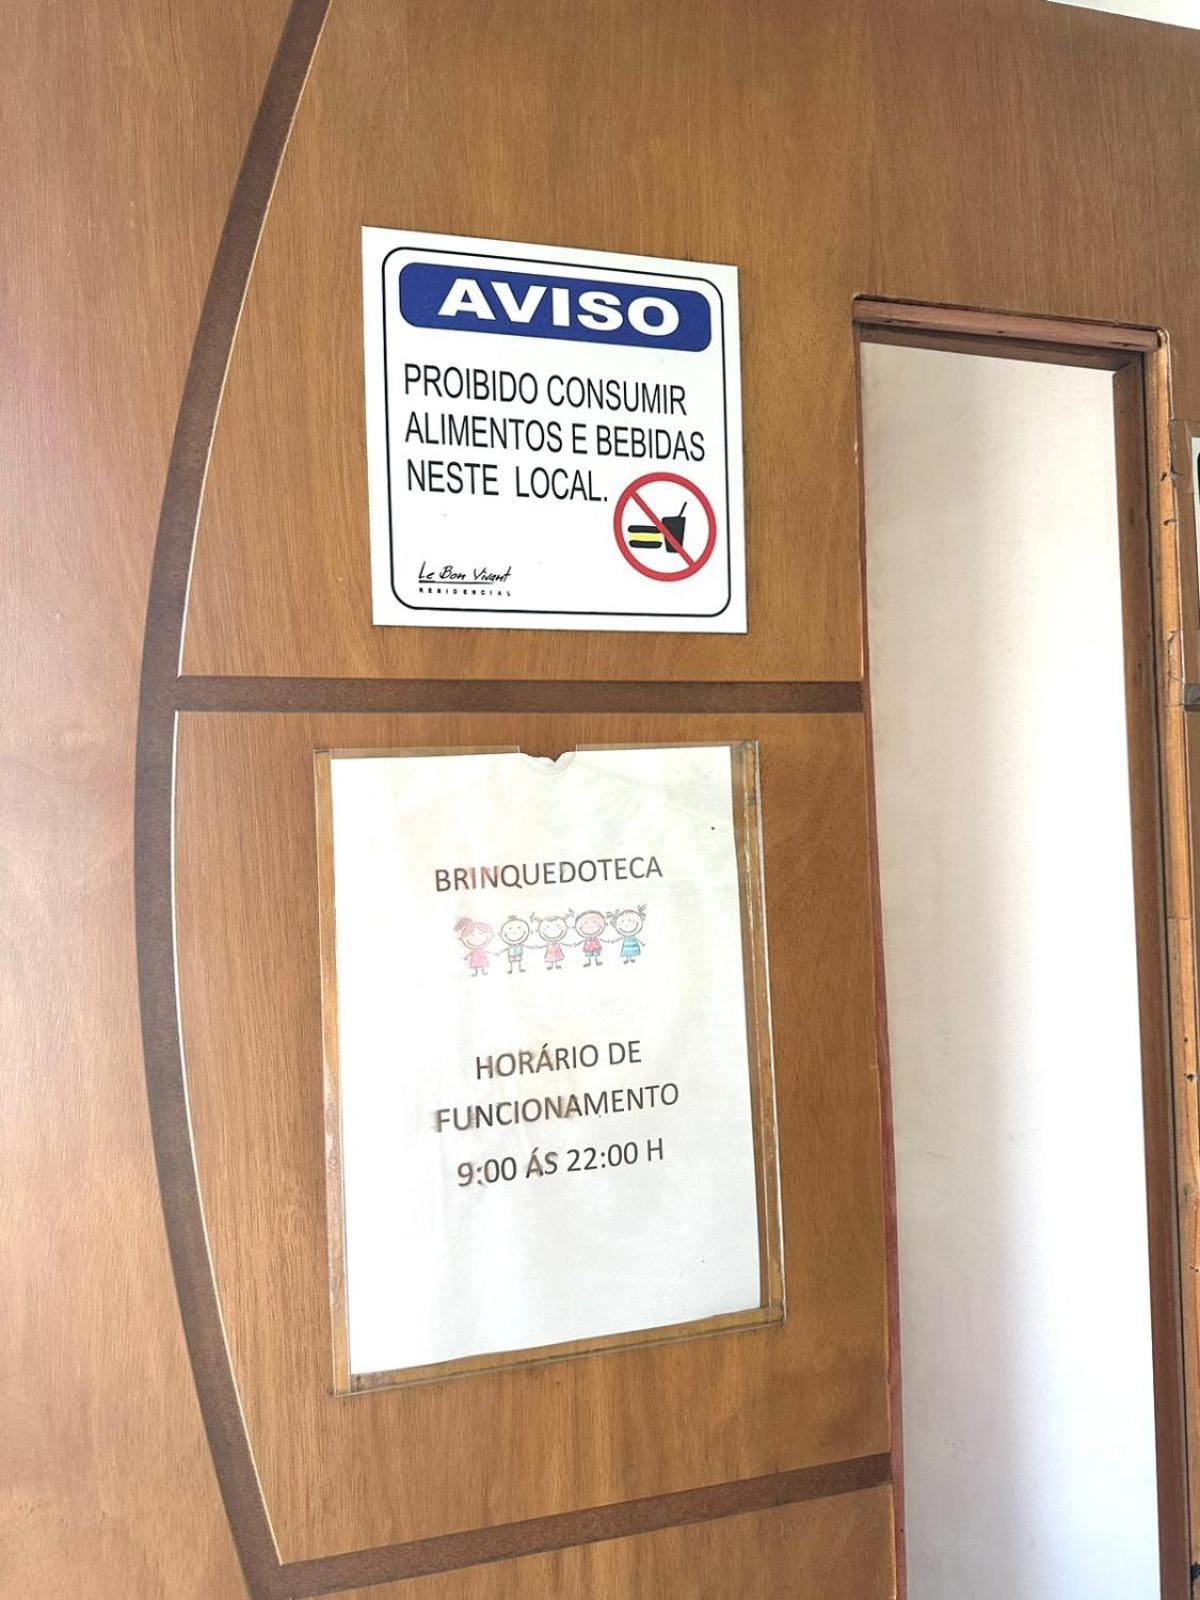 AVISO
PROIBIDO CONSUMIR
ALIMENTOS E BEBIDAS
NESTE LOCAL.
Le Bon Vivant
RESIDENCIAL
BRINQUEDOTECA
HORÁRIO DE
FUNCIONAMENTO
9:00 ÁS 22:00 H